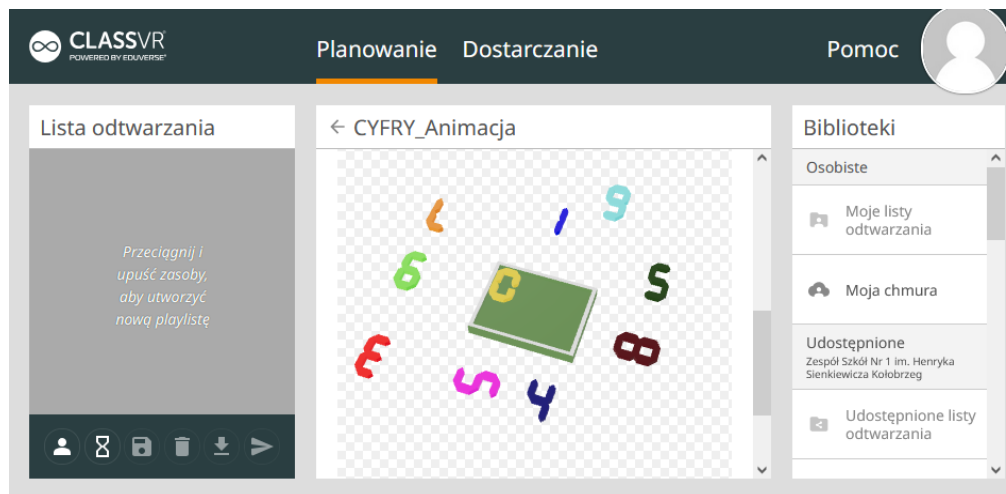 CLASSVR
POWERED BY EDUVERSE
Planowanie
Dostarczanie
Pomoc
Lista odtwarzania
Przeciągnij i
upuść zasoby,
aby utworzyć
nową playlistę
← CYFRY_Animacja
Biblioteki
Osobiste
Moje listy
odtwarzania
Moja chmura
Udostępnione
Zespół Szkół Nr 1 im. Henryka
Sienkiewicza Kołobrzeg
Udostępnione listy
odtwarzania